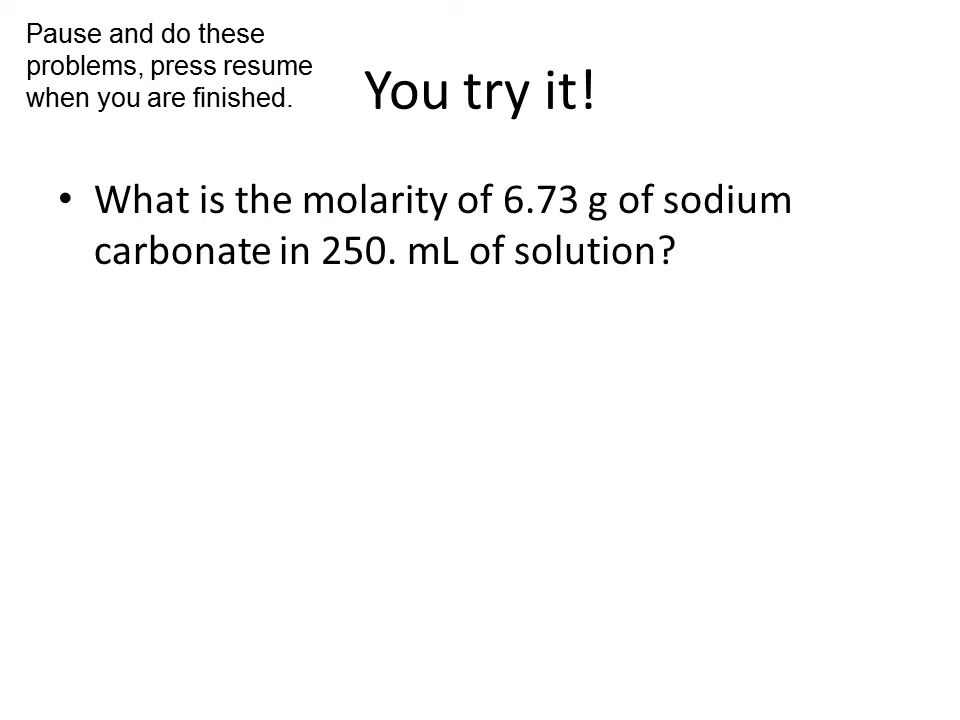 Pause and do these
problems, press resume
when you are finished.
You try it!
• What is the molarity of 6.73 g of sodium
carbonate in 250. mL of solution?